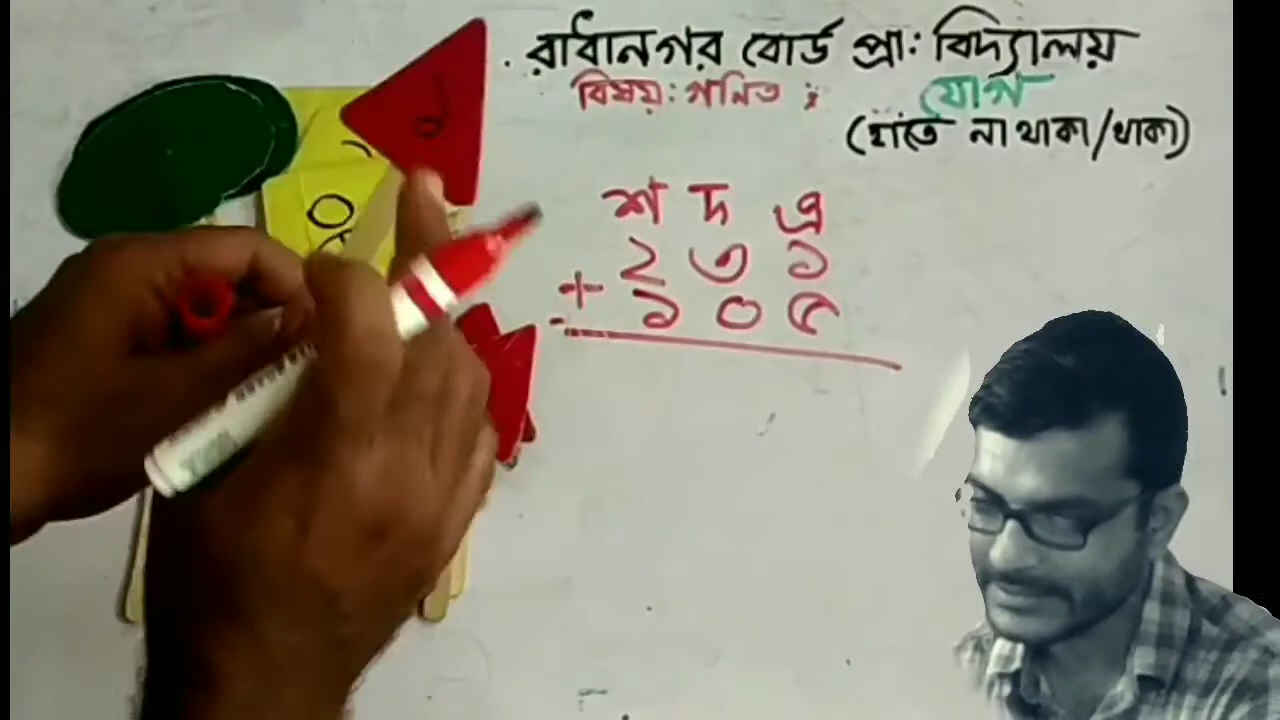 রাধানগর বোর্ড প্রাঃ বিদ্যালয়
বিষয়ঃ গনিত ; যোগ
(হাতে না থাকা/থাকা)
শ দ এ
২ ৩ ১
+ ১ ০ ৫